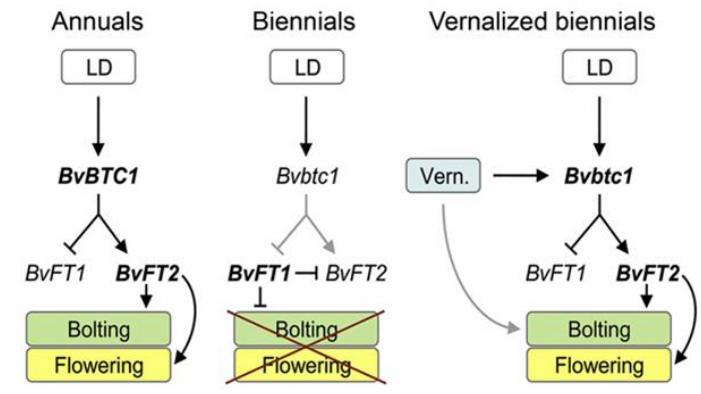 Annuals Biennials Vernalized biennials
LD LD LD
BvBTC1 Bvbtc1 Vern. Bvbtc1
BvFT1 BvFT2 BvFT1 BvFT2 BvFT1 BvFT2
Bolting Bolting Bolting
Flowering Flowering Flowering